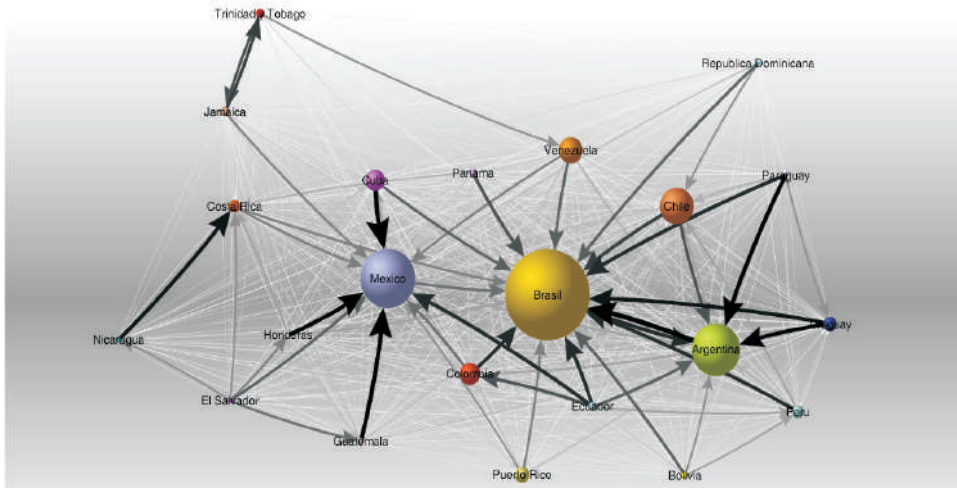 Trinidad y Tobago
Republica Dominicana
Jamaica
Venezuela
Panama
Paraguay
Cuba
Costa Rica
Chile
Mexico
Brasil
Nicaragua
Honduras
Argentina
Colombia
El Salvador
Ecuador
Peru
Guatemala
Puerto Rico
Bolivia